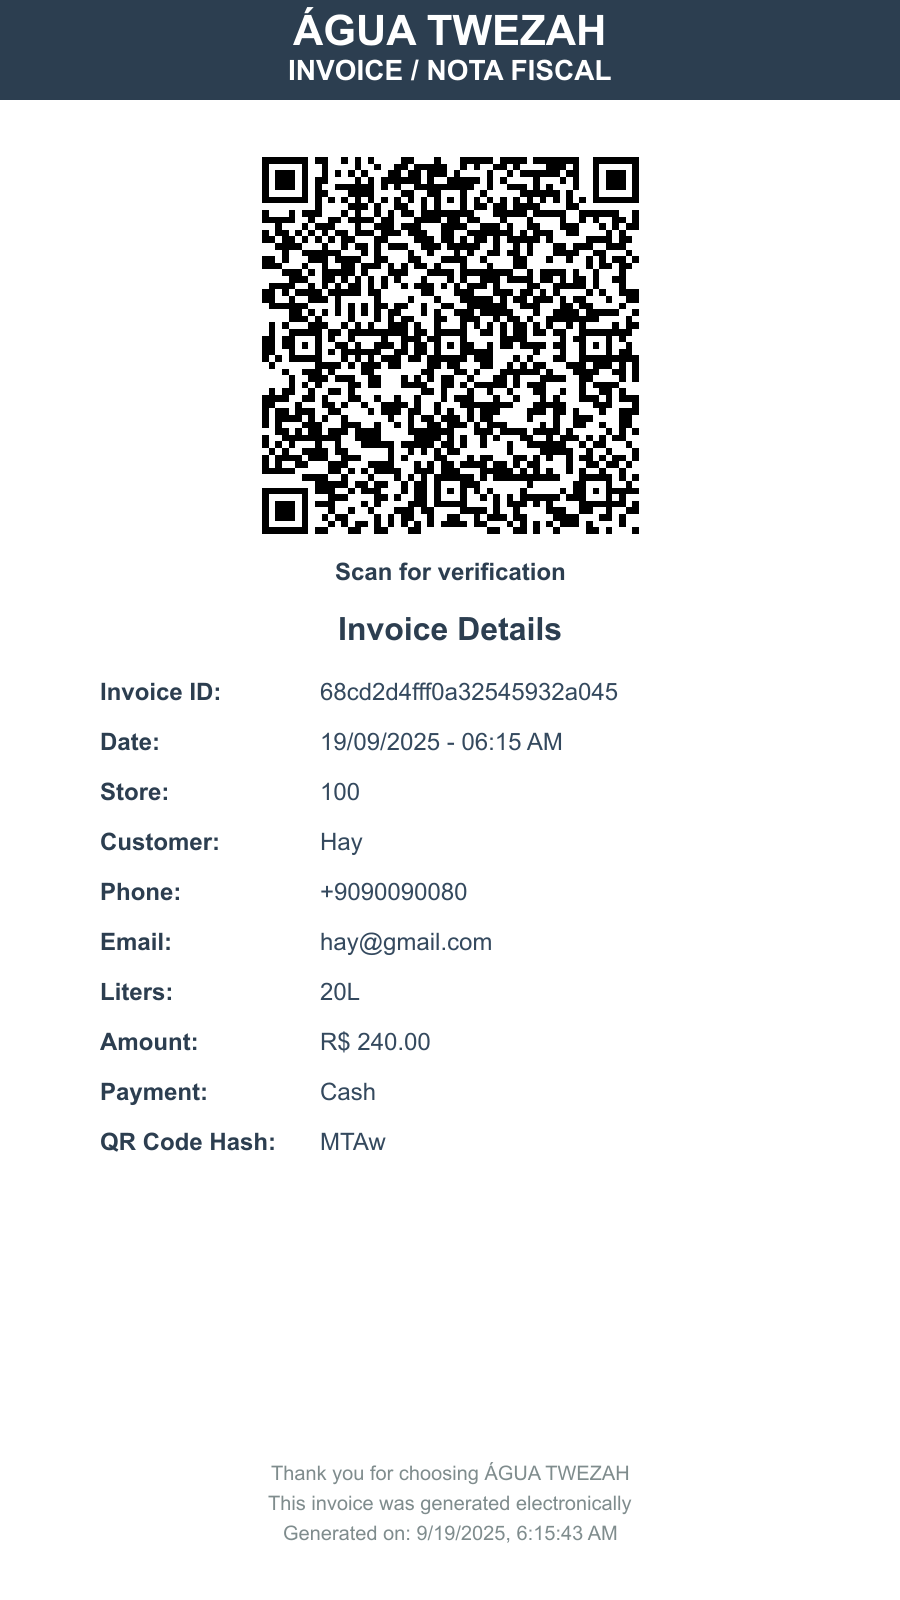 ÁGUA TWEZAH
INVOICE / NOTA FISCAL
Scan for verification
Invoice Details
Invoice ID: 68cd2d4fff0a32545932a045
Date: 19/09/2025 - 06:15 AM
Store: 100
Customer: Hay
Phone: +9090090080
Email: hay@gmail.com
Liters: 20L
Amount: R$ 240.00
Payment: Cash
QR Code Hash: MTAw
Thank you for choosing ÁGUA TWEZAH
This invoice was generated electronically
Generated on: 9/19/2025, 6:15:43 AM